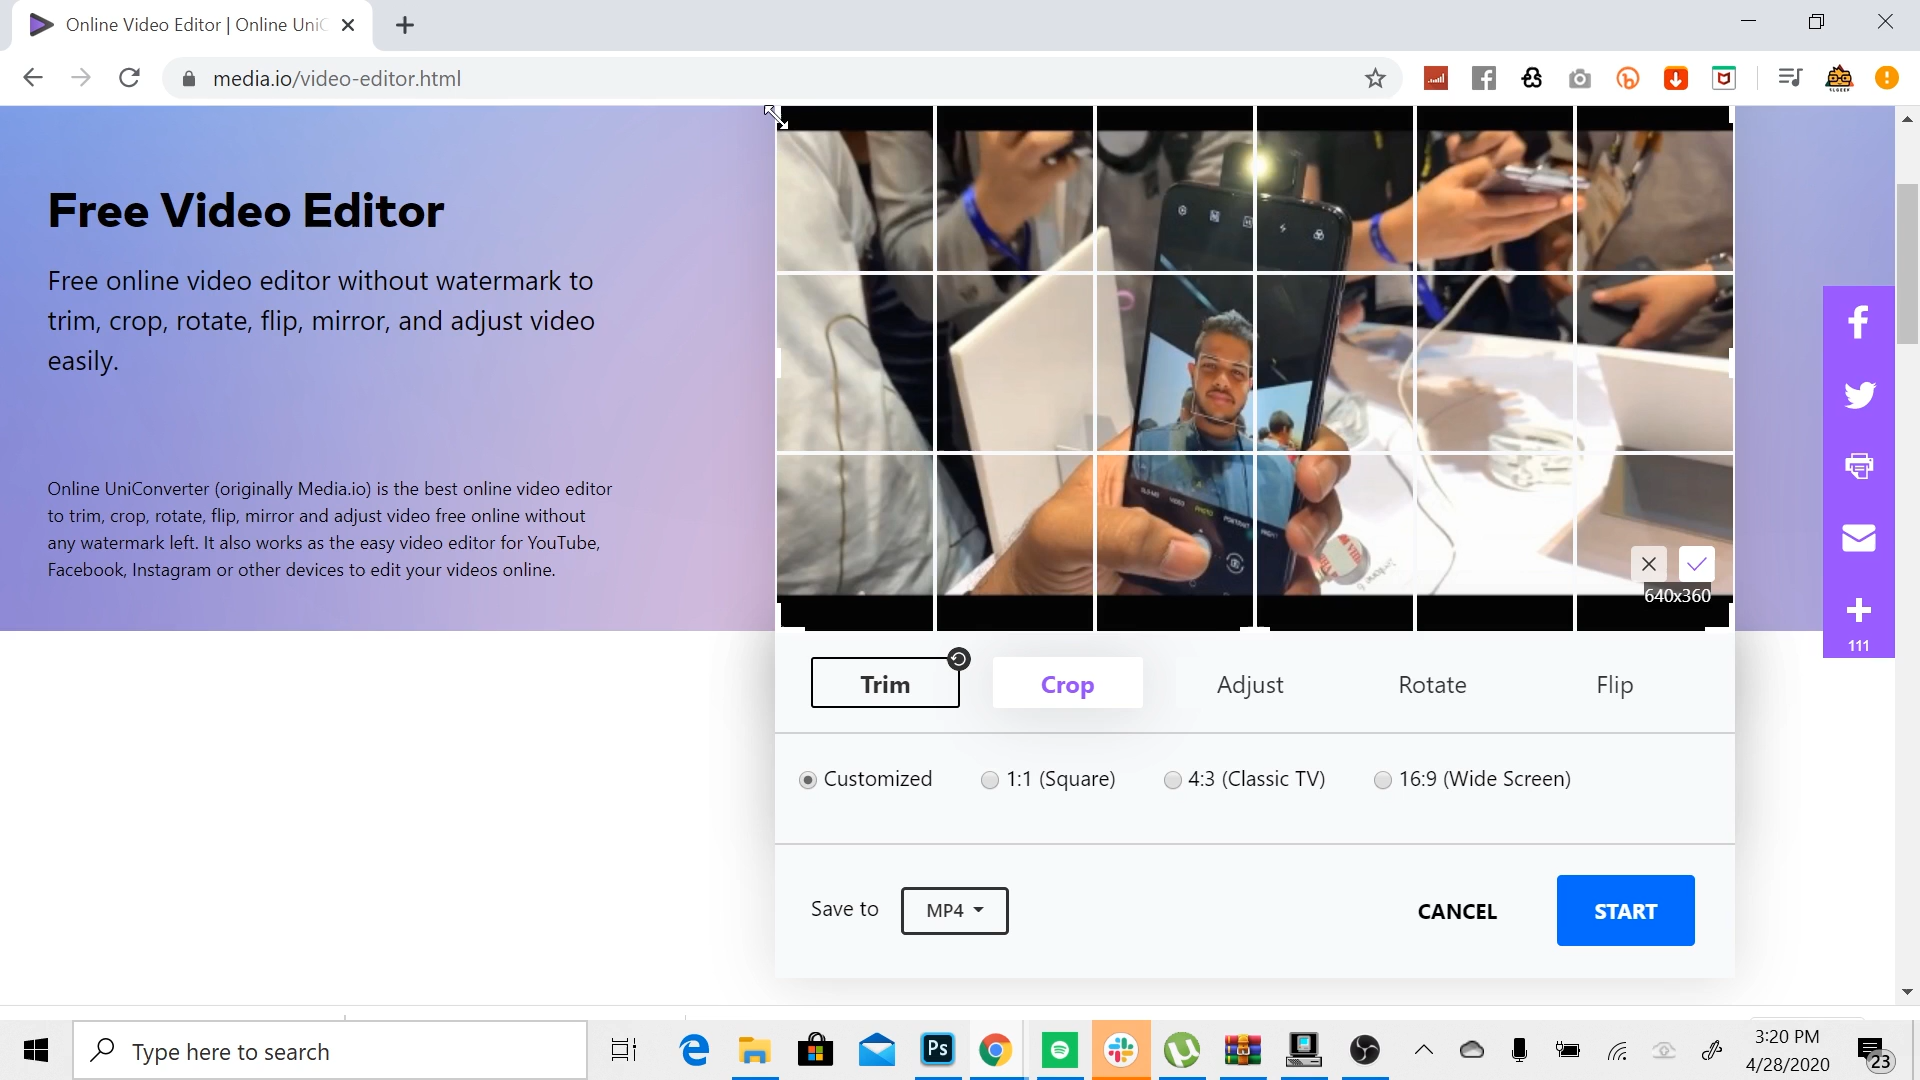 Online Video Editor | Online UniC
media.io/video-editor.html
Free Video Editor
Free online video editor without watermark to
trim, crop, rotate, flip, mirror, and adjust video
easily.
Online UniConverter (originally Media.io) is the best online video editor
to trim, crop, rotate, flip, mirror and adjust video free online without
any watermark left. It also works as the easy video editor for YouTube,
Facebook, Instagram or other devices to edit your videos online.
PHOTO
640x360
111
Trim
Crop
Adjust
Rotate
Flip
Customized
1:1 (Square)
4:3 (Classic TV)
16:9 (Wide Screen)
Save to
MP4
CANCEL
START
Type here to search
Ps
3:20 PM
4/28/2020
23